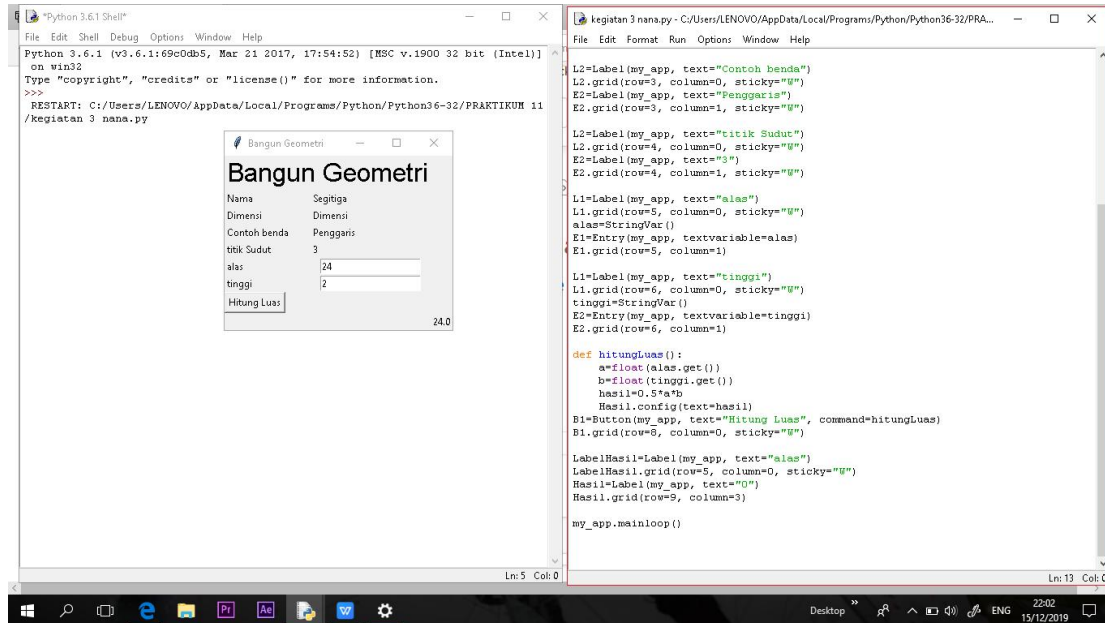 *Python 3.6.1 Shell*
File Edit Shell Debug Options Window Help
Python 3.6.1 (v3.6.1:69c0db5, Mar 21 2017, 17:54:52) [MSC v.1900 32 bit (Intel)]
on win32
Type "copyright", "credits" or "license()" for more information.
>>>
RESTART: C:/Users/LENOVO/AppData/Local/Programs/Python/Python36-32/PRAKTIKUM 11
/kegiatan 3 nana.py
Bangun Geometri
Bangun Geometri
Nama Segitiga
Dimensi Dimensi
Contoh benda Penggaris
titik Sudut 3
alas 24
tinggi 2
Hitung Luas
24.0
Ln: 5 Col: 0
kegiatan 3 nana.py - C:/Users/LENOVO/AppData/Local/Programs/Python/Python36-32/PRA...
File Edit Format Run Options Window Help
L2=Label(my_app, text="Contoh benda")
L2.grid(row=3, column=0, sticky="W")
E2=Label(my_app, text="Penggaris")
E2.grid(row=3, column=1, sticky="W")
L2=Label(my_app, text="titik Sudut")
L2.grid(row=4, column=0, sticky="W")
E2=Label(my_app, text="3")
E2.grid(row=4, column=1, sticky="W")
L1=Label(my_app, text="alas")
L1.grid(row=5, column=0, sticky="W")
alas=StringVar()
E1=Entry(my_app, textvariable=alas)
E1.grid(row=5, column=1)
L1=Label(my_app, text="tinggi")
L1.grid(row=6, column=0, sticky="W")
tinggi=StringVar()
E2=Entry(my_app, textvariable=tinggi)
E2.grid(row=6, column=1)
def hitungLuas():
    a=float(alas.get())
    b=float(tinggi.get())
    hasil=0.5*a*b
    Hasil.config(text=hasil)
B1=Button(my_app, text="Hitung Luas", command=hitungLuas)
B1.grid(row=8, column=0, sticky="W")
LabelHasil=Label(my_app, text="alas")
LabelHasil.grid(row=5, column=0, sticky="W")
Hasil=Label(my_app, text="0")
Hasil.grid(row=9, column=3)
my_app.mainloop()
Ln: 13 Col: 0
Pr Ae W Desktop ENG 22:02
15/12/2019